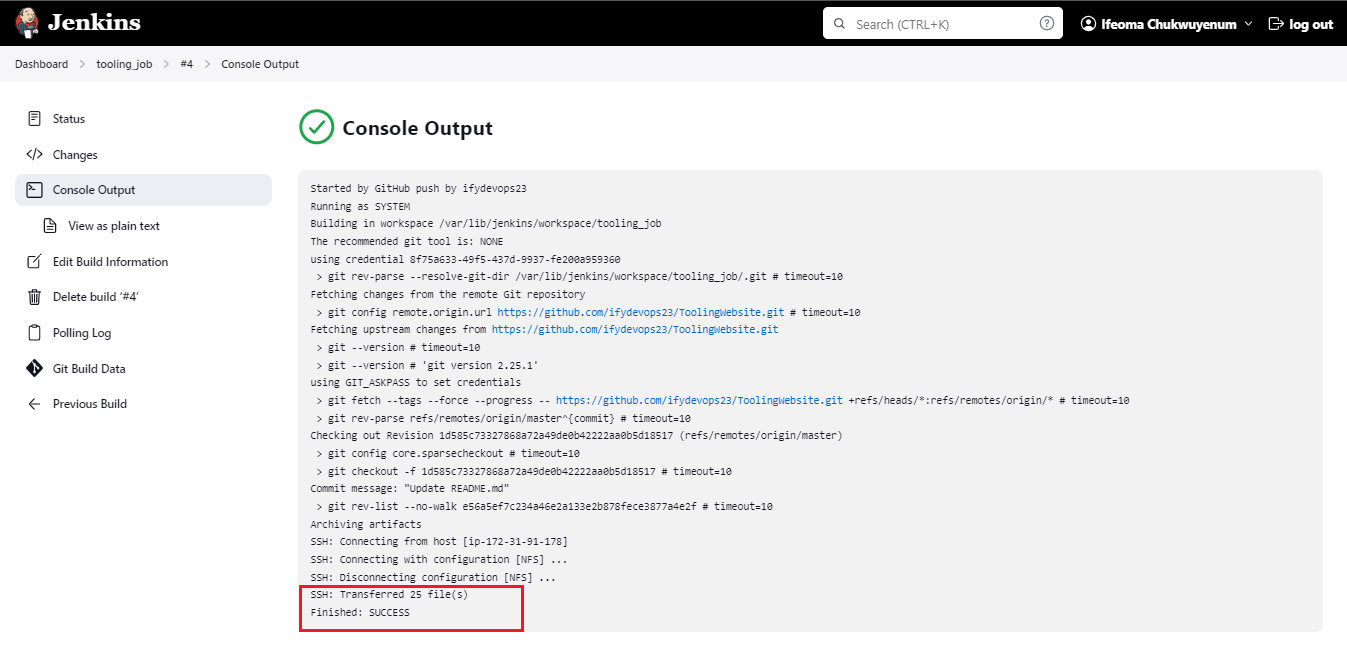 Jenkins
Search (CTRL+K)
Ifeoma Chukwuyenum
log out
Dashboard
tooling_job
#4
Console Output
Status
Changes
Console Output
View as plain text
Edit Build Information
Delete build ‘#4’
Polling Log
Git Build Data
Previous Build
Console Output
Started by GitHub push by ifydevops23
Running as SYSTEM
Building in workspace /var/lib/jenkins/workspace/tooling_job
The recommended git tool is: NONE
using credential 8f75a633-49f5-437d-9937-fe200a959360
> git rev-parse --resolve-git-dir /var/lib/jenkins/workspace/tooling_job/.git # timeout=10
Fetching changes from the remote Git repository
> git config remote.origin.url https://github.com/ifydevops23/ToolingWebsite.git # timeout=10
Fetching upstream changes from https://github.com/ifydevops23/ToolingWebsite.git
> git --version # timeout=10
> git --version # 'git version 2.25.1'
using GIT_ASKPASS to set credentials
> git fetch --tags --force --progress -- https://github.com/ifydevops23/ToolingWebsite.git +refs/heads/*:refs/remotes/origin/* # timeout=10
> git rev-parse refs/remotes/origin/master^{commit} # timeout=10
Checking out Revision 1d585c73327868a72a49de0b42222aa0b5d18517 (refs/remotes/origin/master)
> git config core.sparsecheckout # timeout=10
> git checkout -f 1d585c73327868a72a49de0b42222aa0b5d18517 # timeout=10
Commit message: "Update README.md"
> git rev-list --no-walk e56a5ef7c234a46e2a133e2b878fece3877a4e2f # timeout=10
Archiving artifacts
SSH: Connecting from host [ip-172-31-91-178]
SSH: Connecting with configuration [NFS] ...
SSH: Disconnecting configuration [NFS] ...
SSH: Transferred 25 file(s)
Finished: SUCCESS